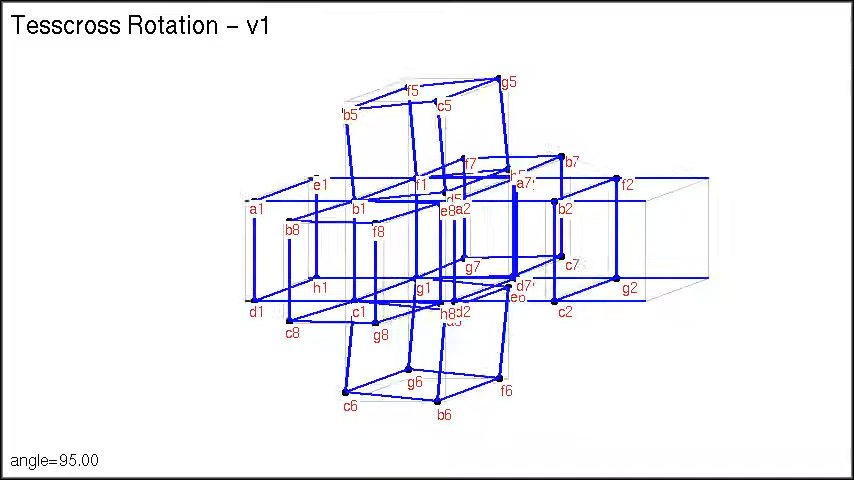 Tesscross Rotation – v1
g5
f5
b5 c5
f7 b7
e1 f1 a7 f2
a1 b1 e8 a2 b2
b8 f8
g7 c7
h1 g1 d7 g2
d1 c1 h8 d2 c2
c8 g8
g6 f6
c6 b6
angle=95.00